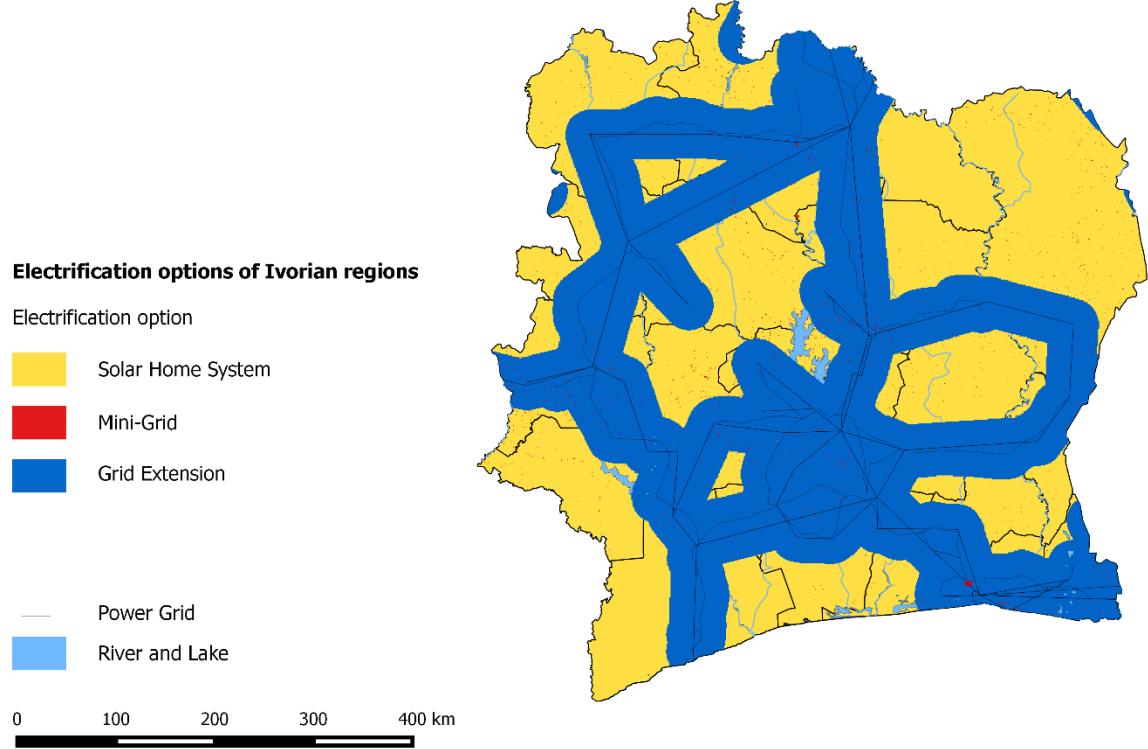 Electrification options of Ivorian regions
Electrification option
Solar Home System
Mini-Grid
Grid Extension
Power Grid
River and Lake
0 100 200 300 400 km